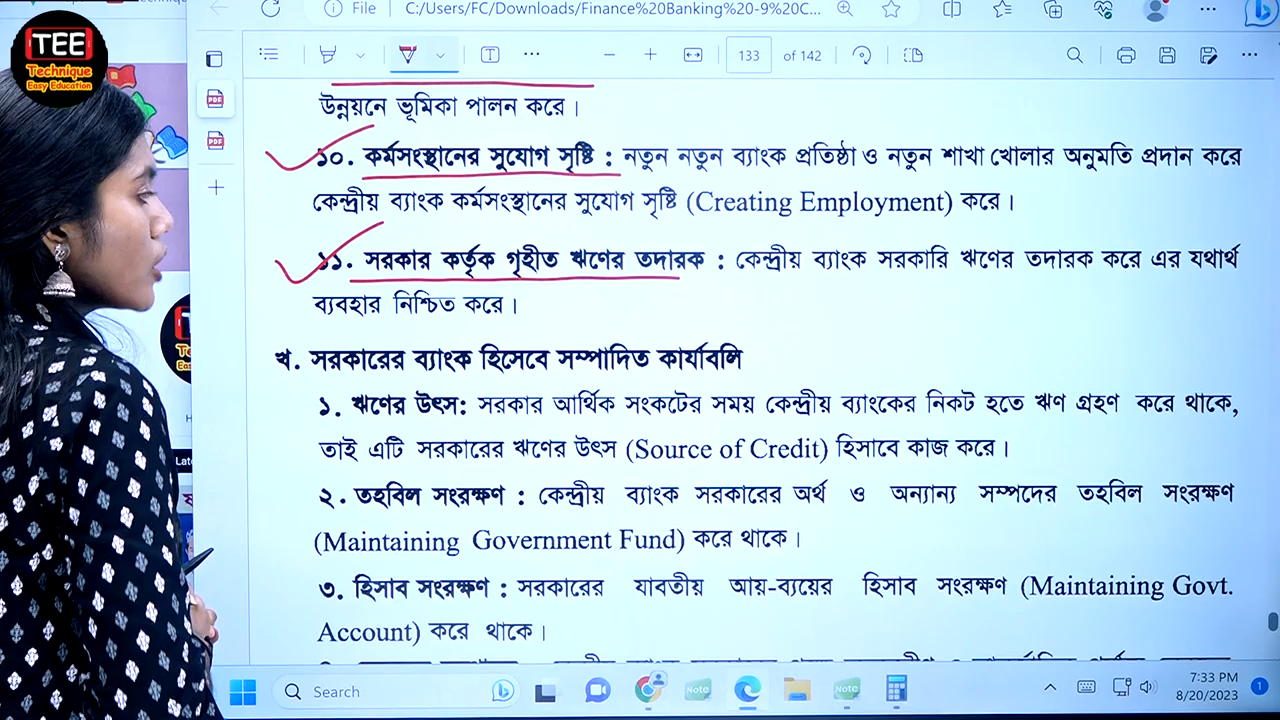 TEE
Technique
Easy Education
File
C:/Users/FC/Downloads/Finance%20Banking%20-9%20C...
133 of 142
উন্নয়নে ভূমিকা পালন করে।
১০. কর্মসংস্থানের সুযোগ সৃষ্টি : নতুন নতুন ব্যাংক প্রতিষ্ঠা ও নতুন শাখা খোলার অনুমতি প্রদান করে
কেন্দ্রীয় ব্যাংক কর্মসংস্থানের সুযোগ সৃষ্টি (Creating Employment) করে।
১১. সরকার কর্তৃক গৃহীত ঋণের তদারক : কেন্দ্রীয় ব্যাংক সরকারি ঋণের তদারক করে এর যথার্থ
ব্যবহার নিশ্চিত করে।
খ. সরকারের ব্যাংক হিসেবে সম্পাদিত কার্যাবলি
১. ঋণের উৎস: সরকার আর্থিক সংকটের সময় কেন্দ্রীয় ব্যাংকের নিকট হতে ঋণ গ্রহণ করে থাকে,
তাই এটি সরকারের ঋণের উৎস (Source of Credit) হিসাবে কাজ করে।
২. তহবিল সংরক্ষণ : কেন্দ্রীয় ব্যাংক সরকারের অর্থ ও অন্যান্য সম্পদের তহবিল সংরক্ষণ
(Maintaining Government Fund) করে থাকে।
৩. হিসাব সংরক্ষণ : সরকারের যাবতীয় আয়-ব্যয়ের হিসাব সংরক্ষণ (Maintaining Govt.
Account) করে থাকে।
Search
7:33 PM
8/20/2023